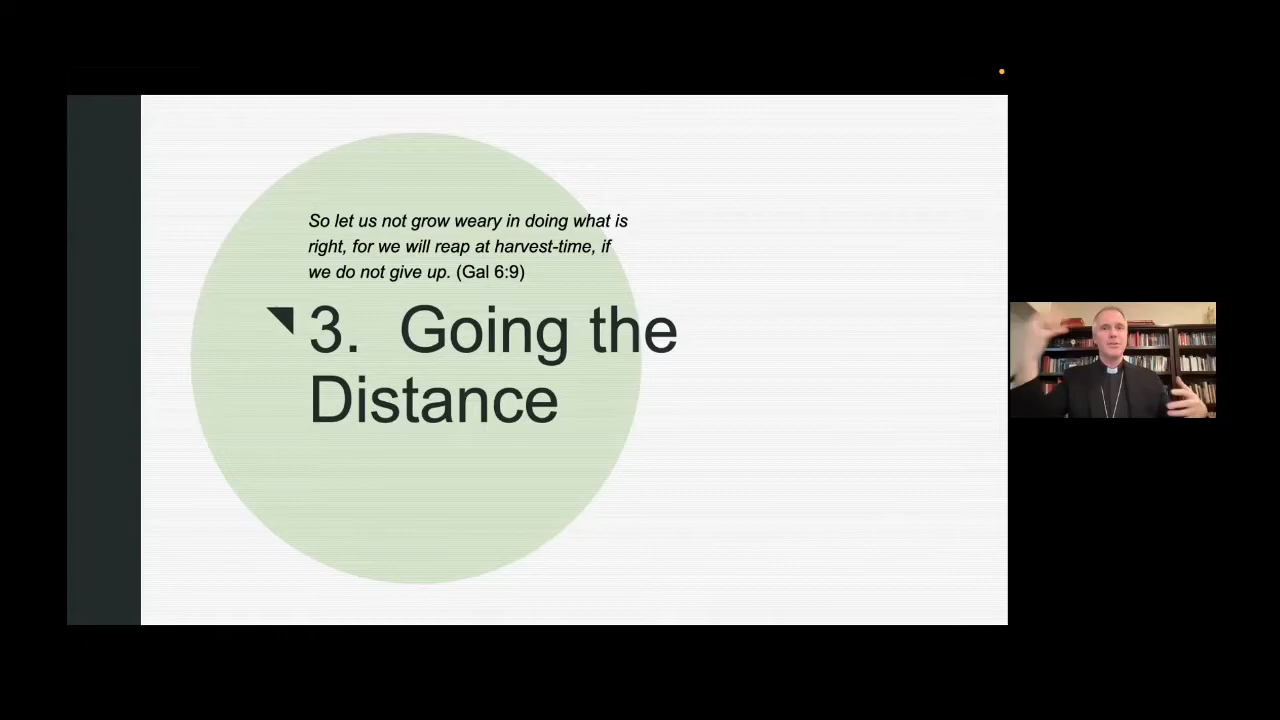 So let us not grow weary in doing what is
right, for we will reap at harvest-time, if
we do not give up. (Gal 6:9)
3. Going the
Distance